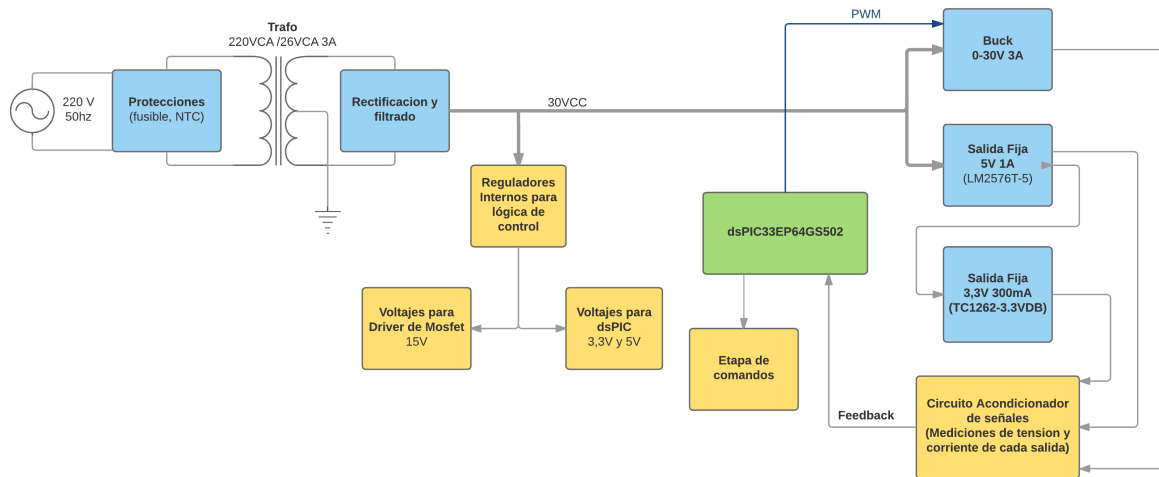 Trafo
220VCA /26VCA 3A
220 V
50hz
Protecciones
(fusible, NTC)
Rectificacion y
filtrado
30VCC
PWM
Buck
0-30V 3A
Salida Fija
5V 1A
(LM2576T-5)
Reguladores
Internos para
lógica de
control
dsPIC33EP64GS502
Salida Fija
3,3V 300mA
(TC1262-3.3VDB)
Voltajes para
Driver de Mosfet
15V
Voltajes para
dsPIC
3,3V y 5V
Etapa de
comandos
Feedback
Circuito Acondicionador
de señales
(Mediciones de tension y
corriente de cada salida)